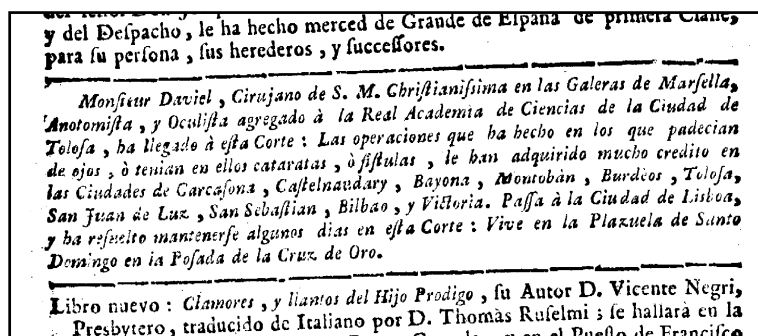 y del Deſpacho, le ha hecho merced de Grande de Eſpaña de primera Claſſe,
para ſu perſona, ſus herederos, y ſucceſſores.
Monſieur Daviel, Cirujano de S. M. Chriſtianiſsima en las Galeras de Marſella,
Anotomiſta, y Oculiſta agregado à la Real Academia de Ciencias de la Ciudad de
Toloſa, ha llegado à eſta Corte: Las operaciones que ha hecho en los que padecian
de ojos, ò tenian en ellos cataratas, ò fiſtulas, le han adquirido mucho credito en
las Ciudades de Carcaſona, Caſtelnaudary, Bayona, Montobàn, Burdèos, Toloſa,
San Juan de Luz, San Sebaſtian, Bilbao, y Victoria. Paſſa à la Ciudad de Lisboa,
y ha reſuelto mantenerſe algunos dias en eſta Corte: Vive en la Plazuela de Santo
Domingo en la Poſada de la Cruz de Oro.
Libro nuevo: Clamores, y llantos del Hijo Prodigo, ſu Autor D. Vicente Negri,
Presbytero, traducido de Italiano por D. Thomàs Ruſelmi; ſe hallarà en la
en el Pueſto de Franciſco